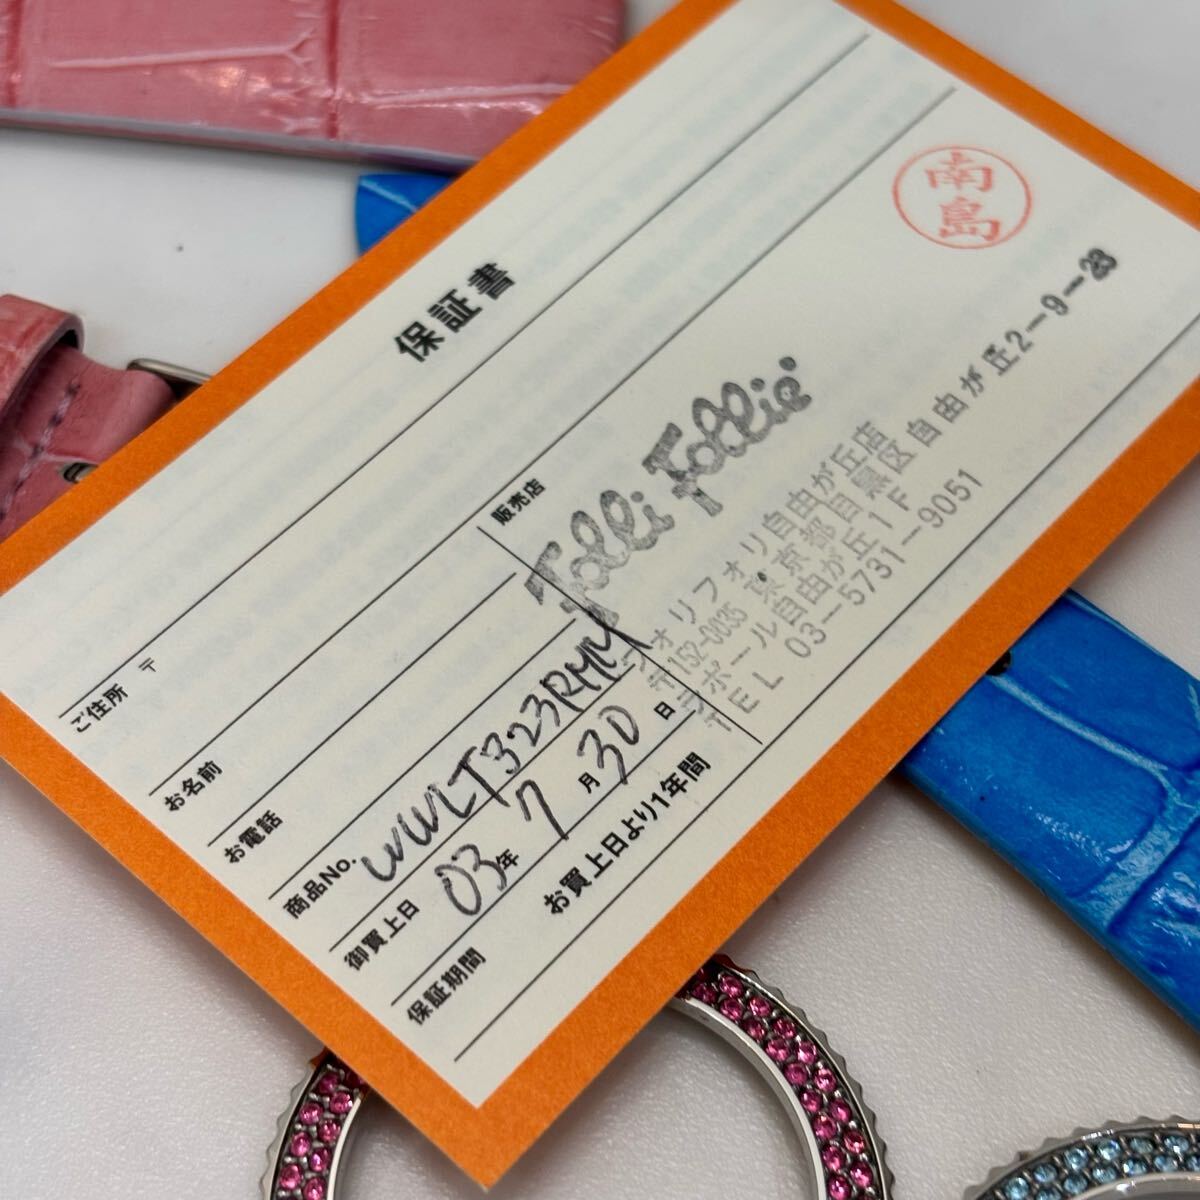 保証書
南島
ご住所 〒
お名前
お電話
商品No. WWLT323RMY
御買上日 03年 7月 30日
保証期間 お買上日より1年間
販売店
Folli Follie
フォリフォリ自由が丘店
〒152-0035 東京都目黒区自由が丘2-9-23
ラポール自由が丘1F
TEL 03-5731-9051